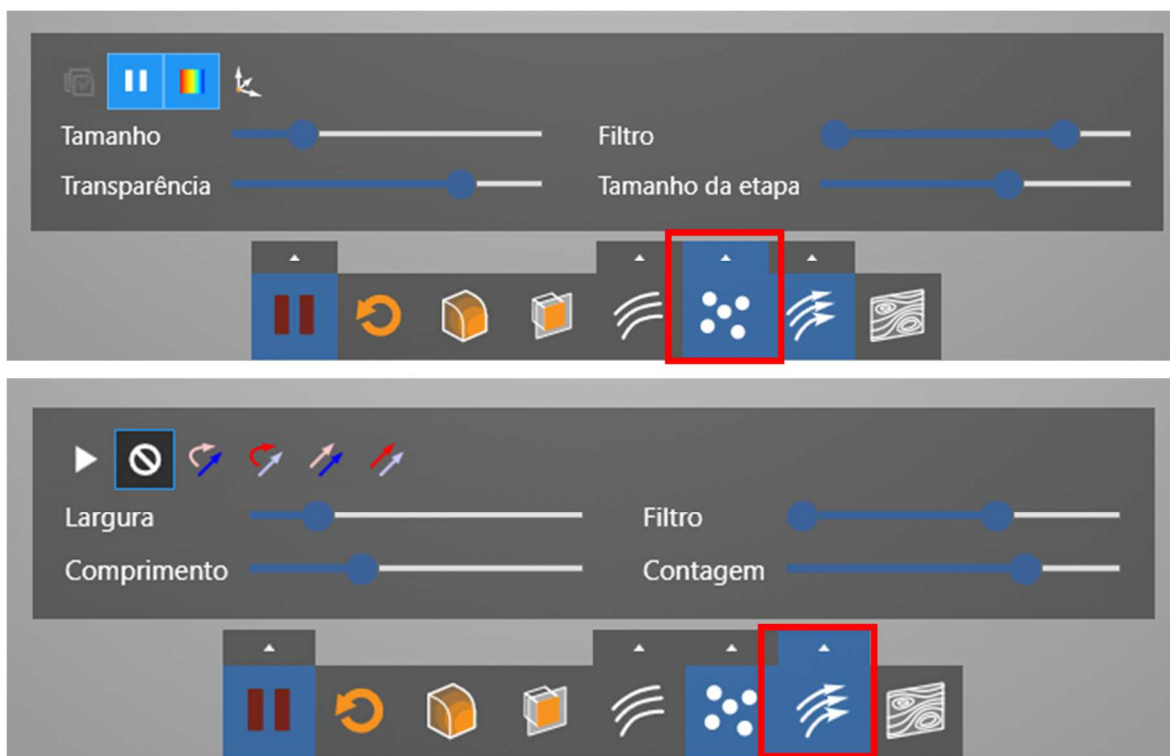 Tamanho
Filtro
Transparência
Tamanho da etapa
Largura
Filtro
Comprimento
Contagem